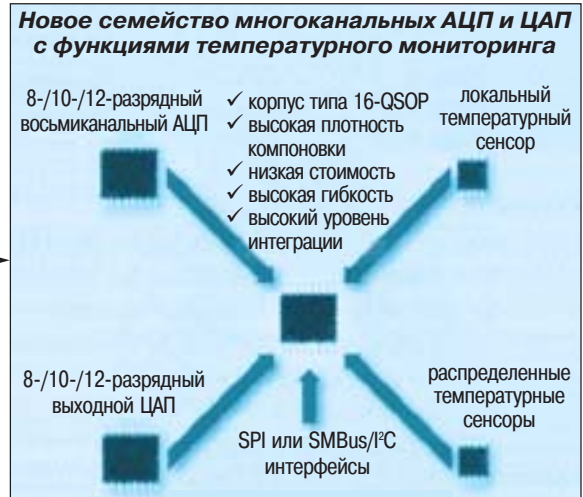 Новое семейство многоканальных АЦП и ЦАП
с функциями температурного мониторинга
8-/10-/12-разрядный
восьмиканальный АЦП
✓ корпус типа 16-QSOP
✓ высокая плотность
компоновки
✓ низкая стоимость
✓ высокая гибкость
✓ высокий уровень
интеграции
локальный
температурный
сенсор
8-/10-/12-разрядный
выходной ЦАП
SPI или SMBus/I²C
интерфейсы
распределенные
температурные
сенсоры